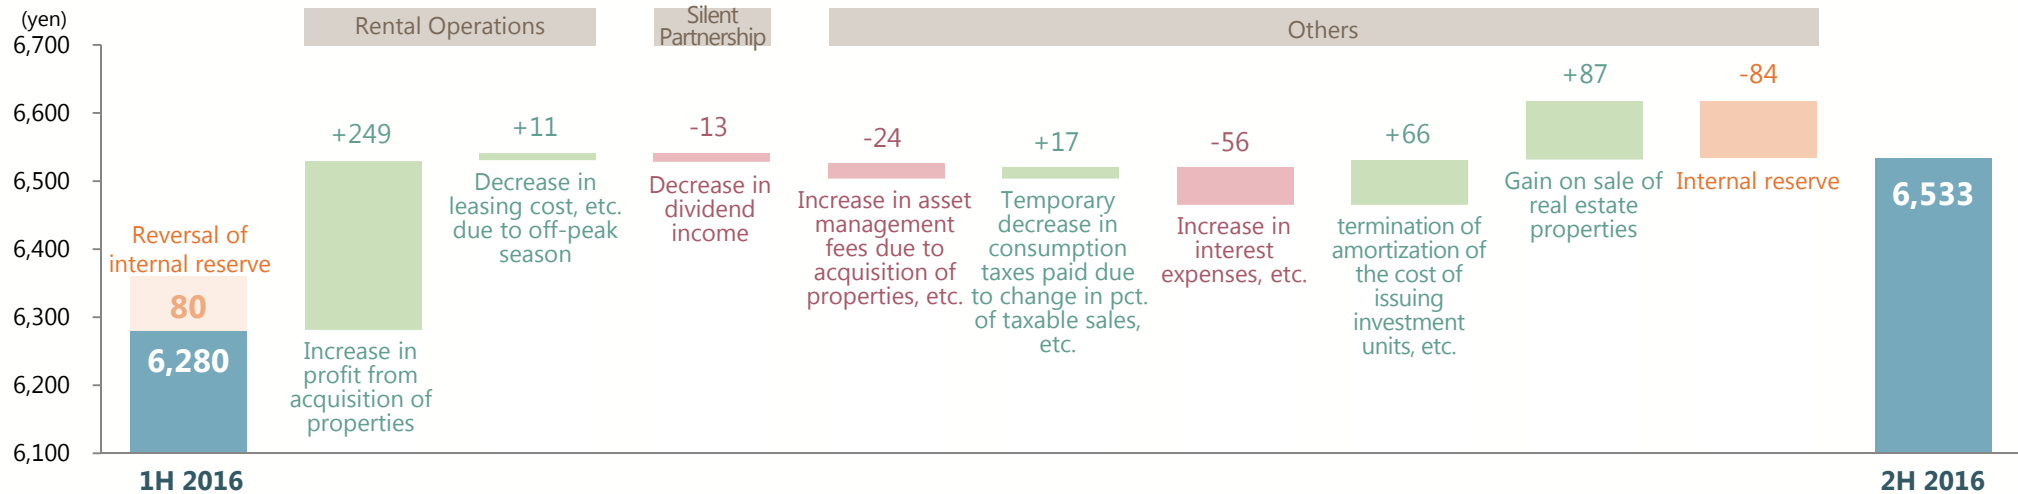 (yen)
6,700
6,600
6,500
6,400
6,300
6,200
6,100
Rental Operations
Silent
Partnership
Others
Reversal of
internal reserve
80
6,280
1H 2016
+249
Increase in
profit from
acquisition of
properties
+11
Decrease in
leasing cost, etc.
due to off-peak
season
-13
Decrease in
dividend
income
-24
Increase in asset
management
fees due to
acquisition of
properties, etc.
+17
Temporary
decrease in
consumption
taxes paid due
to change in pct.
of taxable sales,
etc.
-56
Increase in
interest
expenses, etc.
+66
termination of
amortization of
the cost of
issuing
investment
units, etc.
+87
Gain on sale of
real estate
properties
-84
Internal reserve
6,533
2H 2016